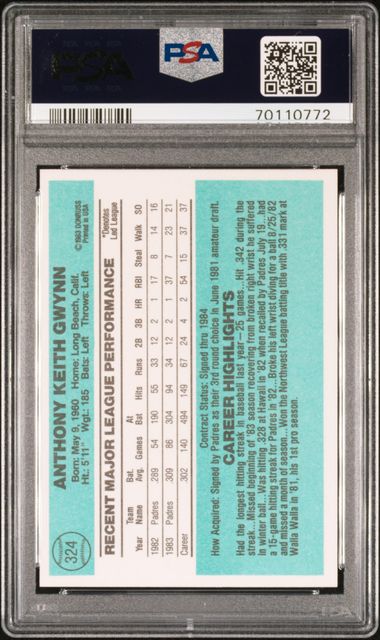 PSA
PSA
70110772
324
ANTHONY KEITH GWYNN
©1983 DONRUSS
Printed in USA
Born: May 9, 1960 Home: Long Beach, Calif.
Ht: 5'11" Wgt: 185 Bats: Left Throws: Left
RECENT MAJOR LEAGUE PERFORMANCE
*Denotes
Led League
Year Team Name Bat. Avg. Games At Bat Hits Runs 2B 3B HR RBI Steal Walk SO
1982 Padres .289 54 190 55 33 12 2 1 17 8 14 16
1983 Padres .309 86 304 94 34 12 2 1 37 7 23 21
Career .302 140 494 149 67 24 4 2 54 15 37 37
Contract Status: Signed thru 1984
How Acquired: Signed by Padres as their 3rd round choice in June 1981 amateur draft.
CAREER HIGHLIGHTS
Had the longest hitting streak in baseball last year—25 games...Hit .342 during the
streak...Missed beginning of '83 season recovering from broken right wrist he suffered
in winter ball...Was hitting .328 at Hawaii in '82 when recalled by Padres July 19...had
a 15-game hitting streak for Padres in '82...Broke his left wrist diving for a ball 8/25/82
and missed a month of season...Won the Northwest League batting title with .331 mark at
Walla Walla in '81, his 1st pro season.